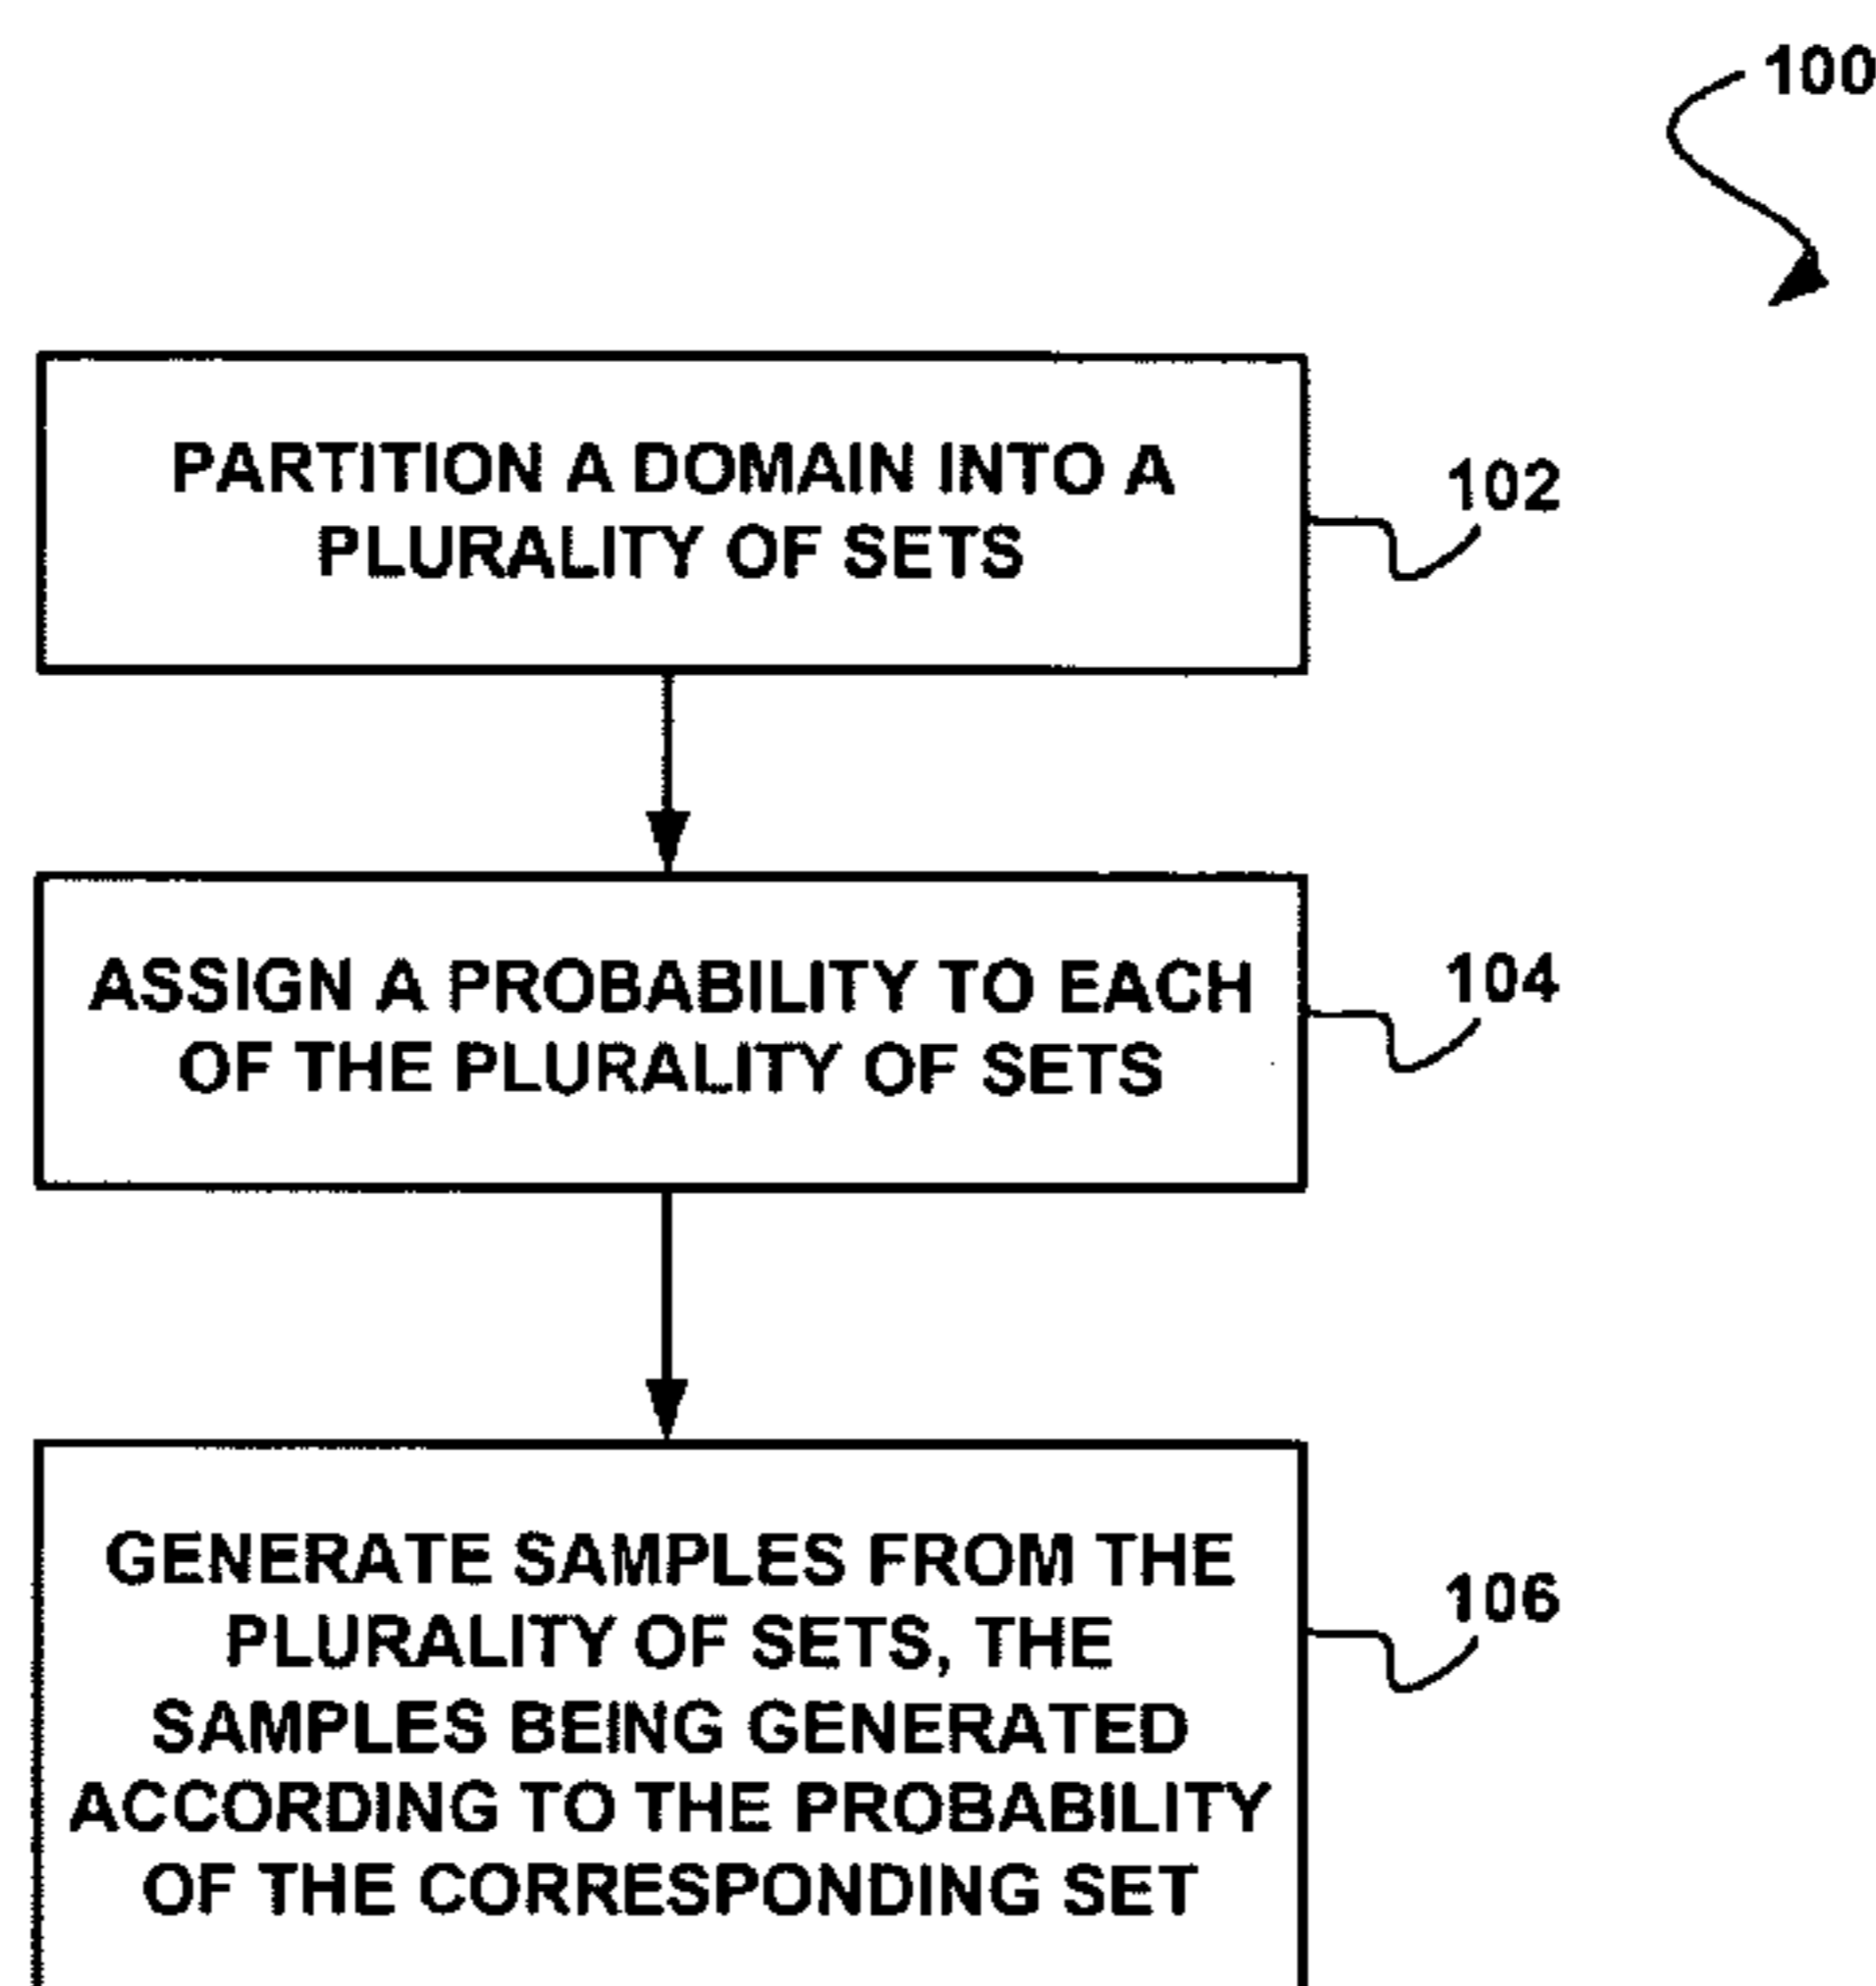 100
PARTITION A DOMAIN INTO A
PLURALITY OF SETS
102
ASSIGN A PROBABILITY TO EACH
OF THE PLURALITY OF SETS
104
GENERATE SAMPLES FROM THE
PLURALITY OF SETS, THE
SAMPLES BEING GENERATED
ACCORDING TO THE PROBABILITY
OF THE CORRESPONDING SET
106